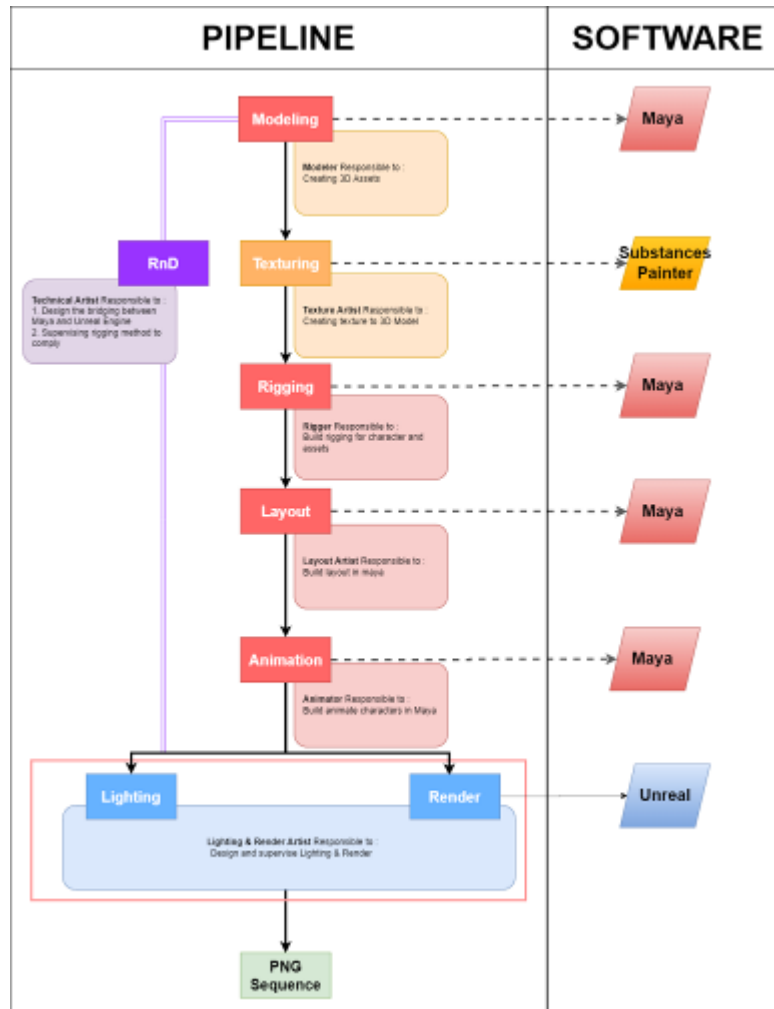 PIPELINE
SOFTWARE
Modeling
Maya
Modeler Responsible to :
Creating 3D Assets
RnD
Texturing
Substances
Painter
Technical Artist Responsible to :
1. Design the bridging between
Maya and Unreal Engine
2. Supervising rigging method to
comply
Texture Artist Responsible to :
Creating texture to 3D Model
Rigging
Maya
Rigger Responsible to :
Build rigging for character and
assets
Layout
Maya
Layout Artist Responsible to :
Build layout in maya
Animation
Maya
Animator Responsible to :
Build animate characters in Maya
Lighting
Render
Unreal
Lighting & Render Artist Responsible to :
Design and supervise Lighting & Render
PNG
Sequence